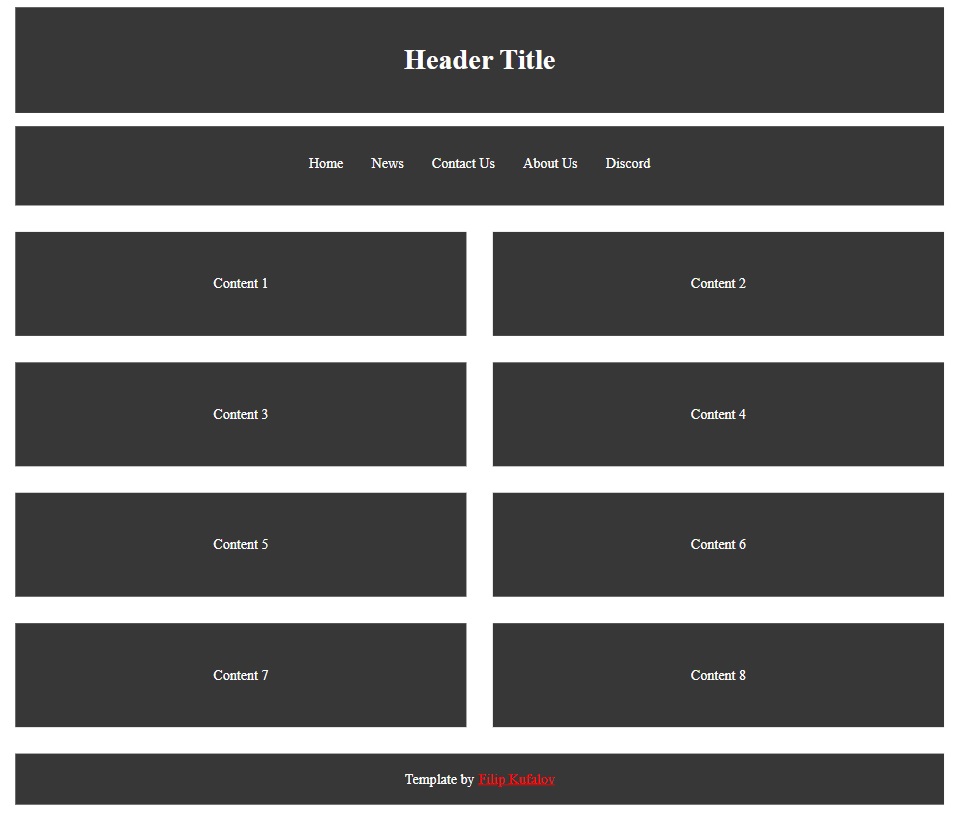 Header Title
Home News Contact Us About Us Discord
Content 1
Content 2
Content 3
Content 4
Content 5
Content 6
Content 7
Content 8
Template by Filip Kufalov